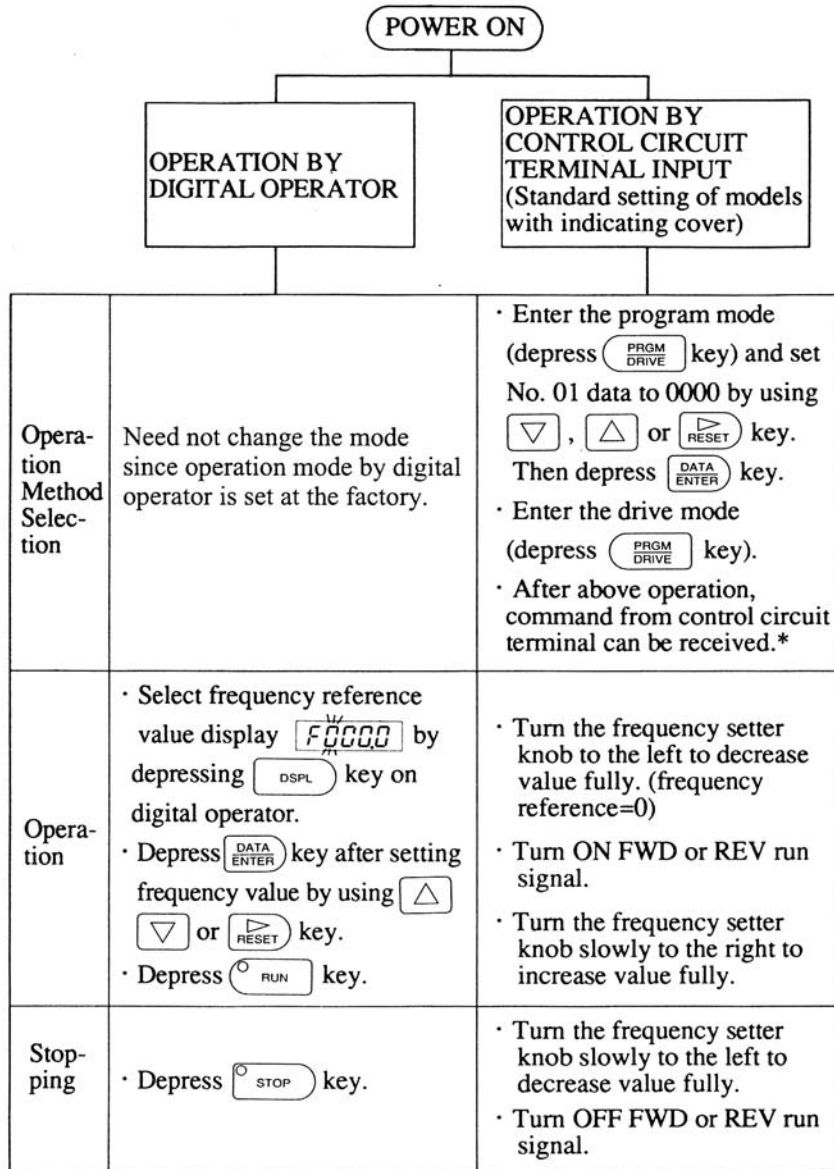 POWER ON
OPERATION BY
DIGITAL OPERATOR
OPERATION BY
CONTROL CIRCUIT
TERMINAL INPUT
(Standard setting of models
with indicating cover)
Opera-
tion
Method
Selec-
tion
Need not change the mode
since operation mode by digital
operator is set at the factory.
· Enter the program mode
(depress PRGM DRIVE key) and set
No. 01 data to 0000 by using
▽ , △ or ▷ RESET key.
Then depress DATA ENTER key.
· Enter the drive mode
(depress PRGM DRIVE key).
· After above operation,
command from control circuit
terminal can be received.*
Opera-
tion
· Select frequency reference
value display F000.0 by
depressing DSPL key on
digital operator.
· Depress DATA ENTER key after setting
frequency value by using △
▽ or ▷ RESET key.
· Depress RUN key.
· Turn the frequency setter
knob to the left to decrease
value fully. (frequency
reference=0)
· Turn ON FWD or REV run
signal.
· Turn the frequency setter
knob slowly to the right to
increase value fully.
Stop-
ping
· Depress STOP key.
· Turn the frequency setter
knob slowly to the left to
decrease value fully.
· Turn OFF FWD or REV run
signal.